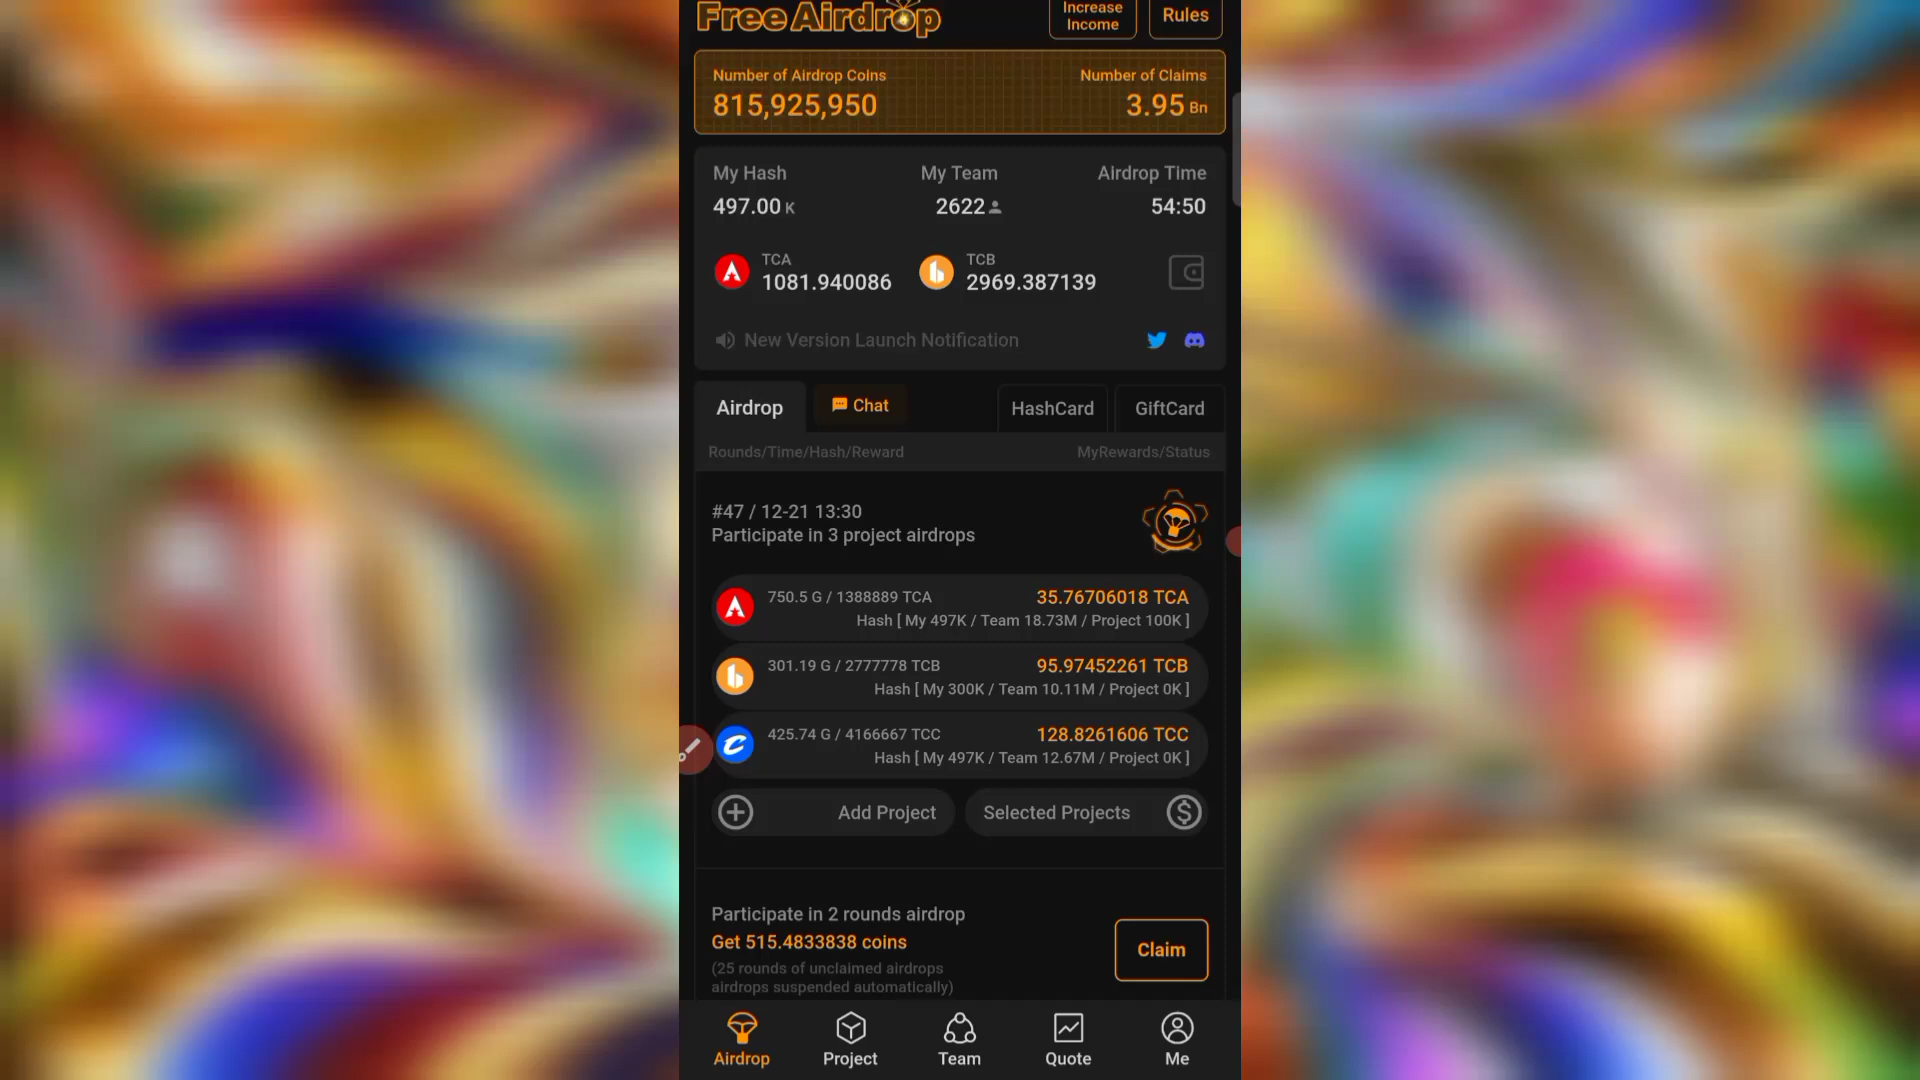 Free Airdrop
Increase
Income
Rules
Number of Airdrop Coins
Number of Claims
815,925,950
3.95 Bn
My Hash
My Team
Airdrop Time
497.00 K
2622
54:50
TCA
1081.940086
TCB
2969.387139
New Version Launch Notification
Airdrop
Chat
HashCard
GiftCard
Rounds/Time/Hash/Reward
MyRewards/Status
#47 / 12-21 13:30
Participate in 3 project airdrops
750.5 G / 1388889 TCA
35.76706018 TCA
Hash [ My 497K / Team 18.73M / Project 100K ]
301.19 G / 2777778 TCB
95.97452261 TCB
Hash [ My 300K / Team 10.11M / Project 0K ]
425.74 G / 4166667 TCC
128.8261606 TCC
Hash [ My 497K / Team 12.67M / Project 0K ]
Add Project
Selected Projects
Participate in 2 rounds airdrop
Get 515.4833838 coins
(25 rounds of unclaimed airdrops
airdrops suspended automatically)
Claim
Airdrop
Project
Team
Quote
Me